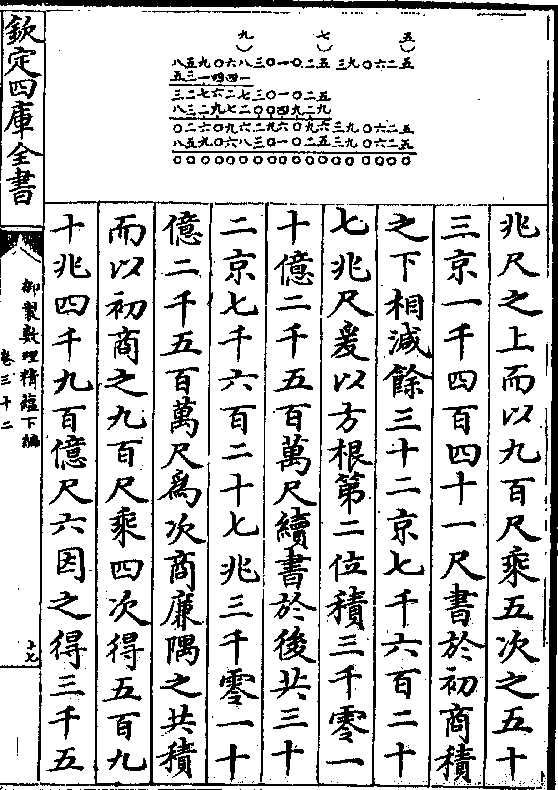 九) 七) 五)
八五九〇六八三〇一〇二五三九〇六二五
五三一四四一
三二七六二七三〇一〇二五
八三二九七二〇〇四九二九
〇二六〇九六二九六〇九六三九〇六二五
八五九〇六八三〇一〇二五三九〇六二五
〇〇〇〇〇〇〇〇〇〇〇〇〇〇〇〇〇〇
兆尺之上而以九百尺乘五次之五十
三京一千四百四十一尺書於初商積
之下相減餘三十二京七千六百二十
七兆尺爰以方根第二位積三千零一
十億二千五百萬尺續書於後共三十
二京七千六百二十七兆三千零一十
億二千五百萬尺爲次商廉隅之共積
而以初商之九百尺乘四次得五百九
十兆四千九百億尺六因之得三千五
欽定四庫全書
御製數理精蘊下編
卷三十二
十七